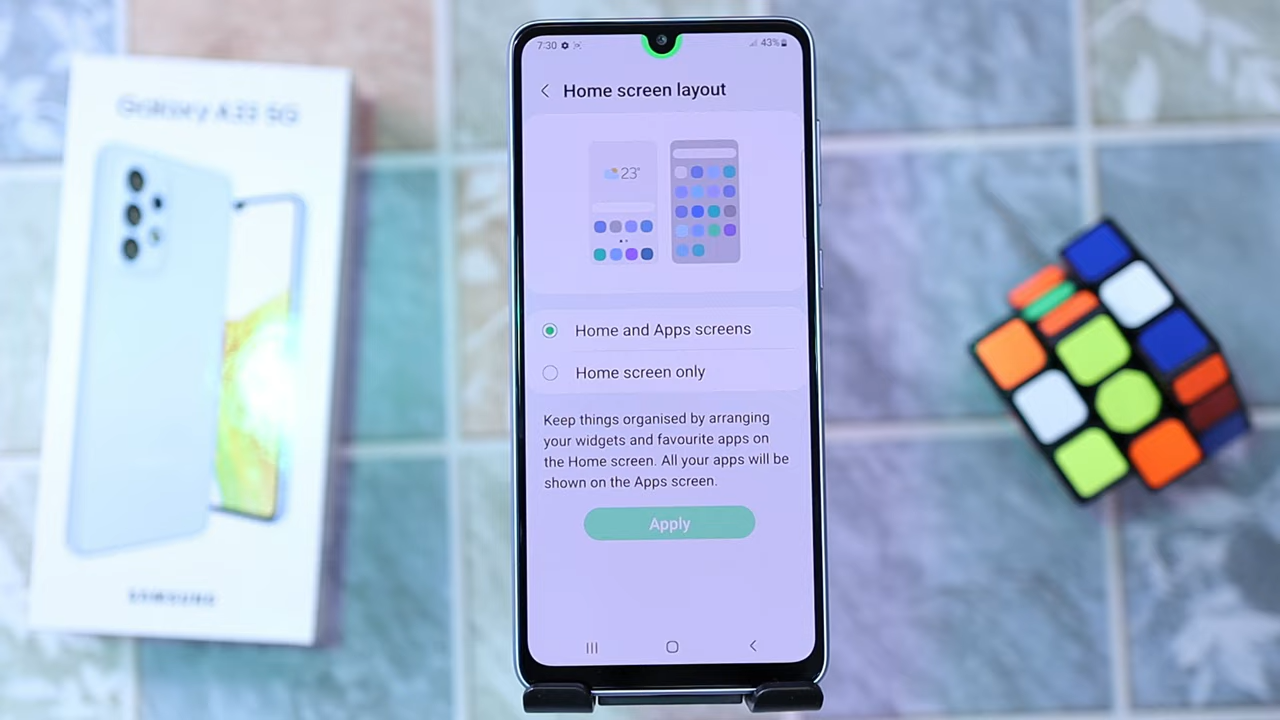 Galaxy A33 5G
SAMSUNG
7:30
43%
Home screen layout
23°
Home and Apps screens
Home screen only
Keep things organised by arranging
your widgets and favourite apps on
the Home screen. All your apps will be
shown on the Apps screen.
Apply